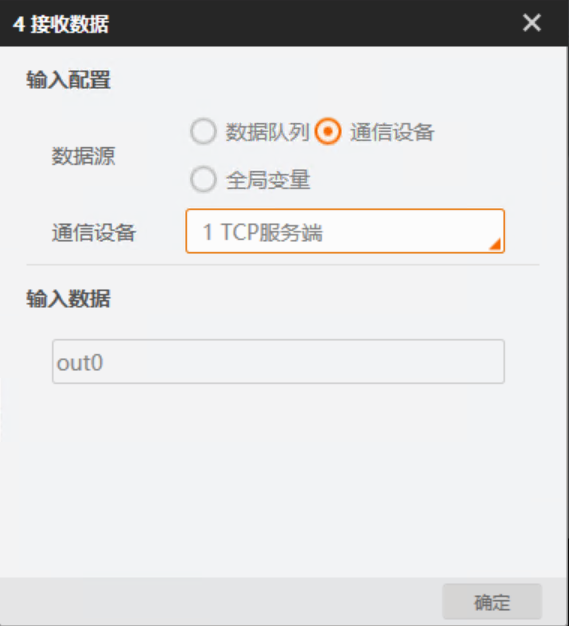 4 接收数据
输入配置
数据源
数据队列 通信设备
全局变量
通信设备 1 TCP服务端
输入数据
out0
确定